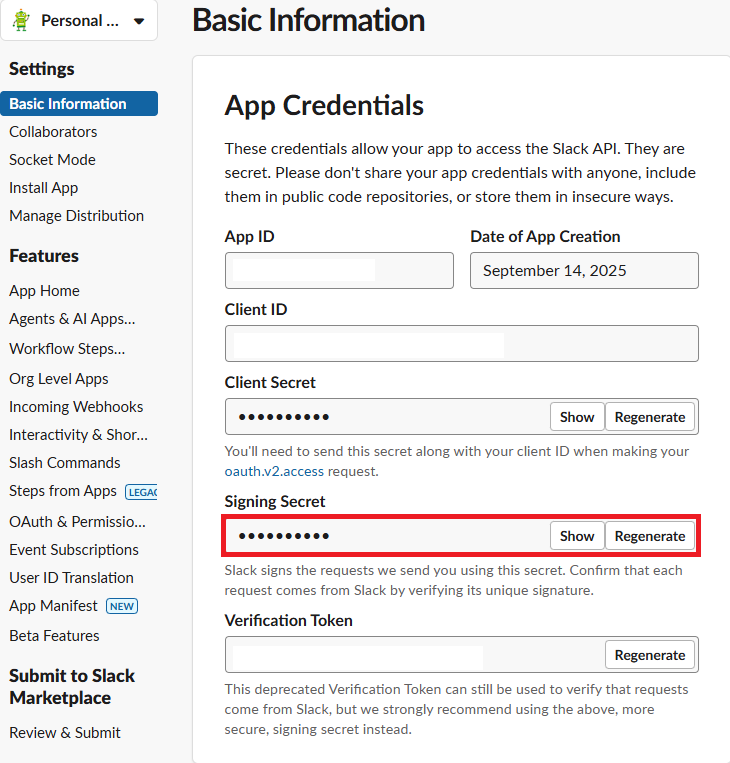 Personal ...
Basic Information
Settings
Basic Information
Collaborators
Socket Mode
Install App
Manage Distribution
Features
App Home
Agents & AI Apps...
Workflow Steps...
Org Level Apps
Incoming Webhooks
Interactivity & Shor...
Slash Commands
Steps from Apps LEGAC
OAuth & Permissio...
Event Subscriptions
User ID Translation
App Manifest NEW
Beta Features
Submit to Slack
Marketplace
Review & Submit
App Credentials
These credentials allow your app to access the Slack API. They are
secret. Please don't share your app credentials with anyone, include
them in public code repositories, or store them in insecure ways.
App ID
Date of App Creation
September 14, 2025
Client ID
Client Secret
•••••••••• Show Regenerate
You'll need to send this secret along with your client ID when making your
oauth.v2.access request.
Signing Secret
•••••••••• Show Regenerate
Slack signs the requests we send you using this secret. Confirm that each
request comes from Slack by verifying its unique signature.
Verification Token
Regenerate
This deprecated Verification Token can still be used to verify that requests
come from Slack, but we strongly recommend using the above, more
secure, signing secret instead.